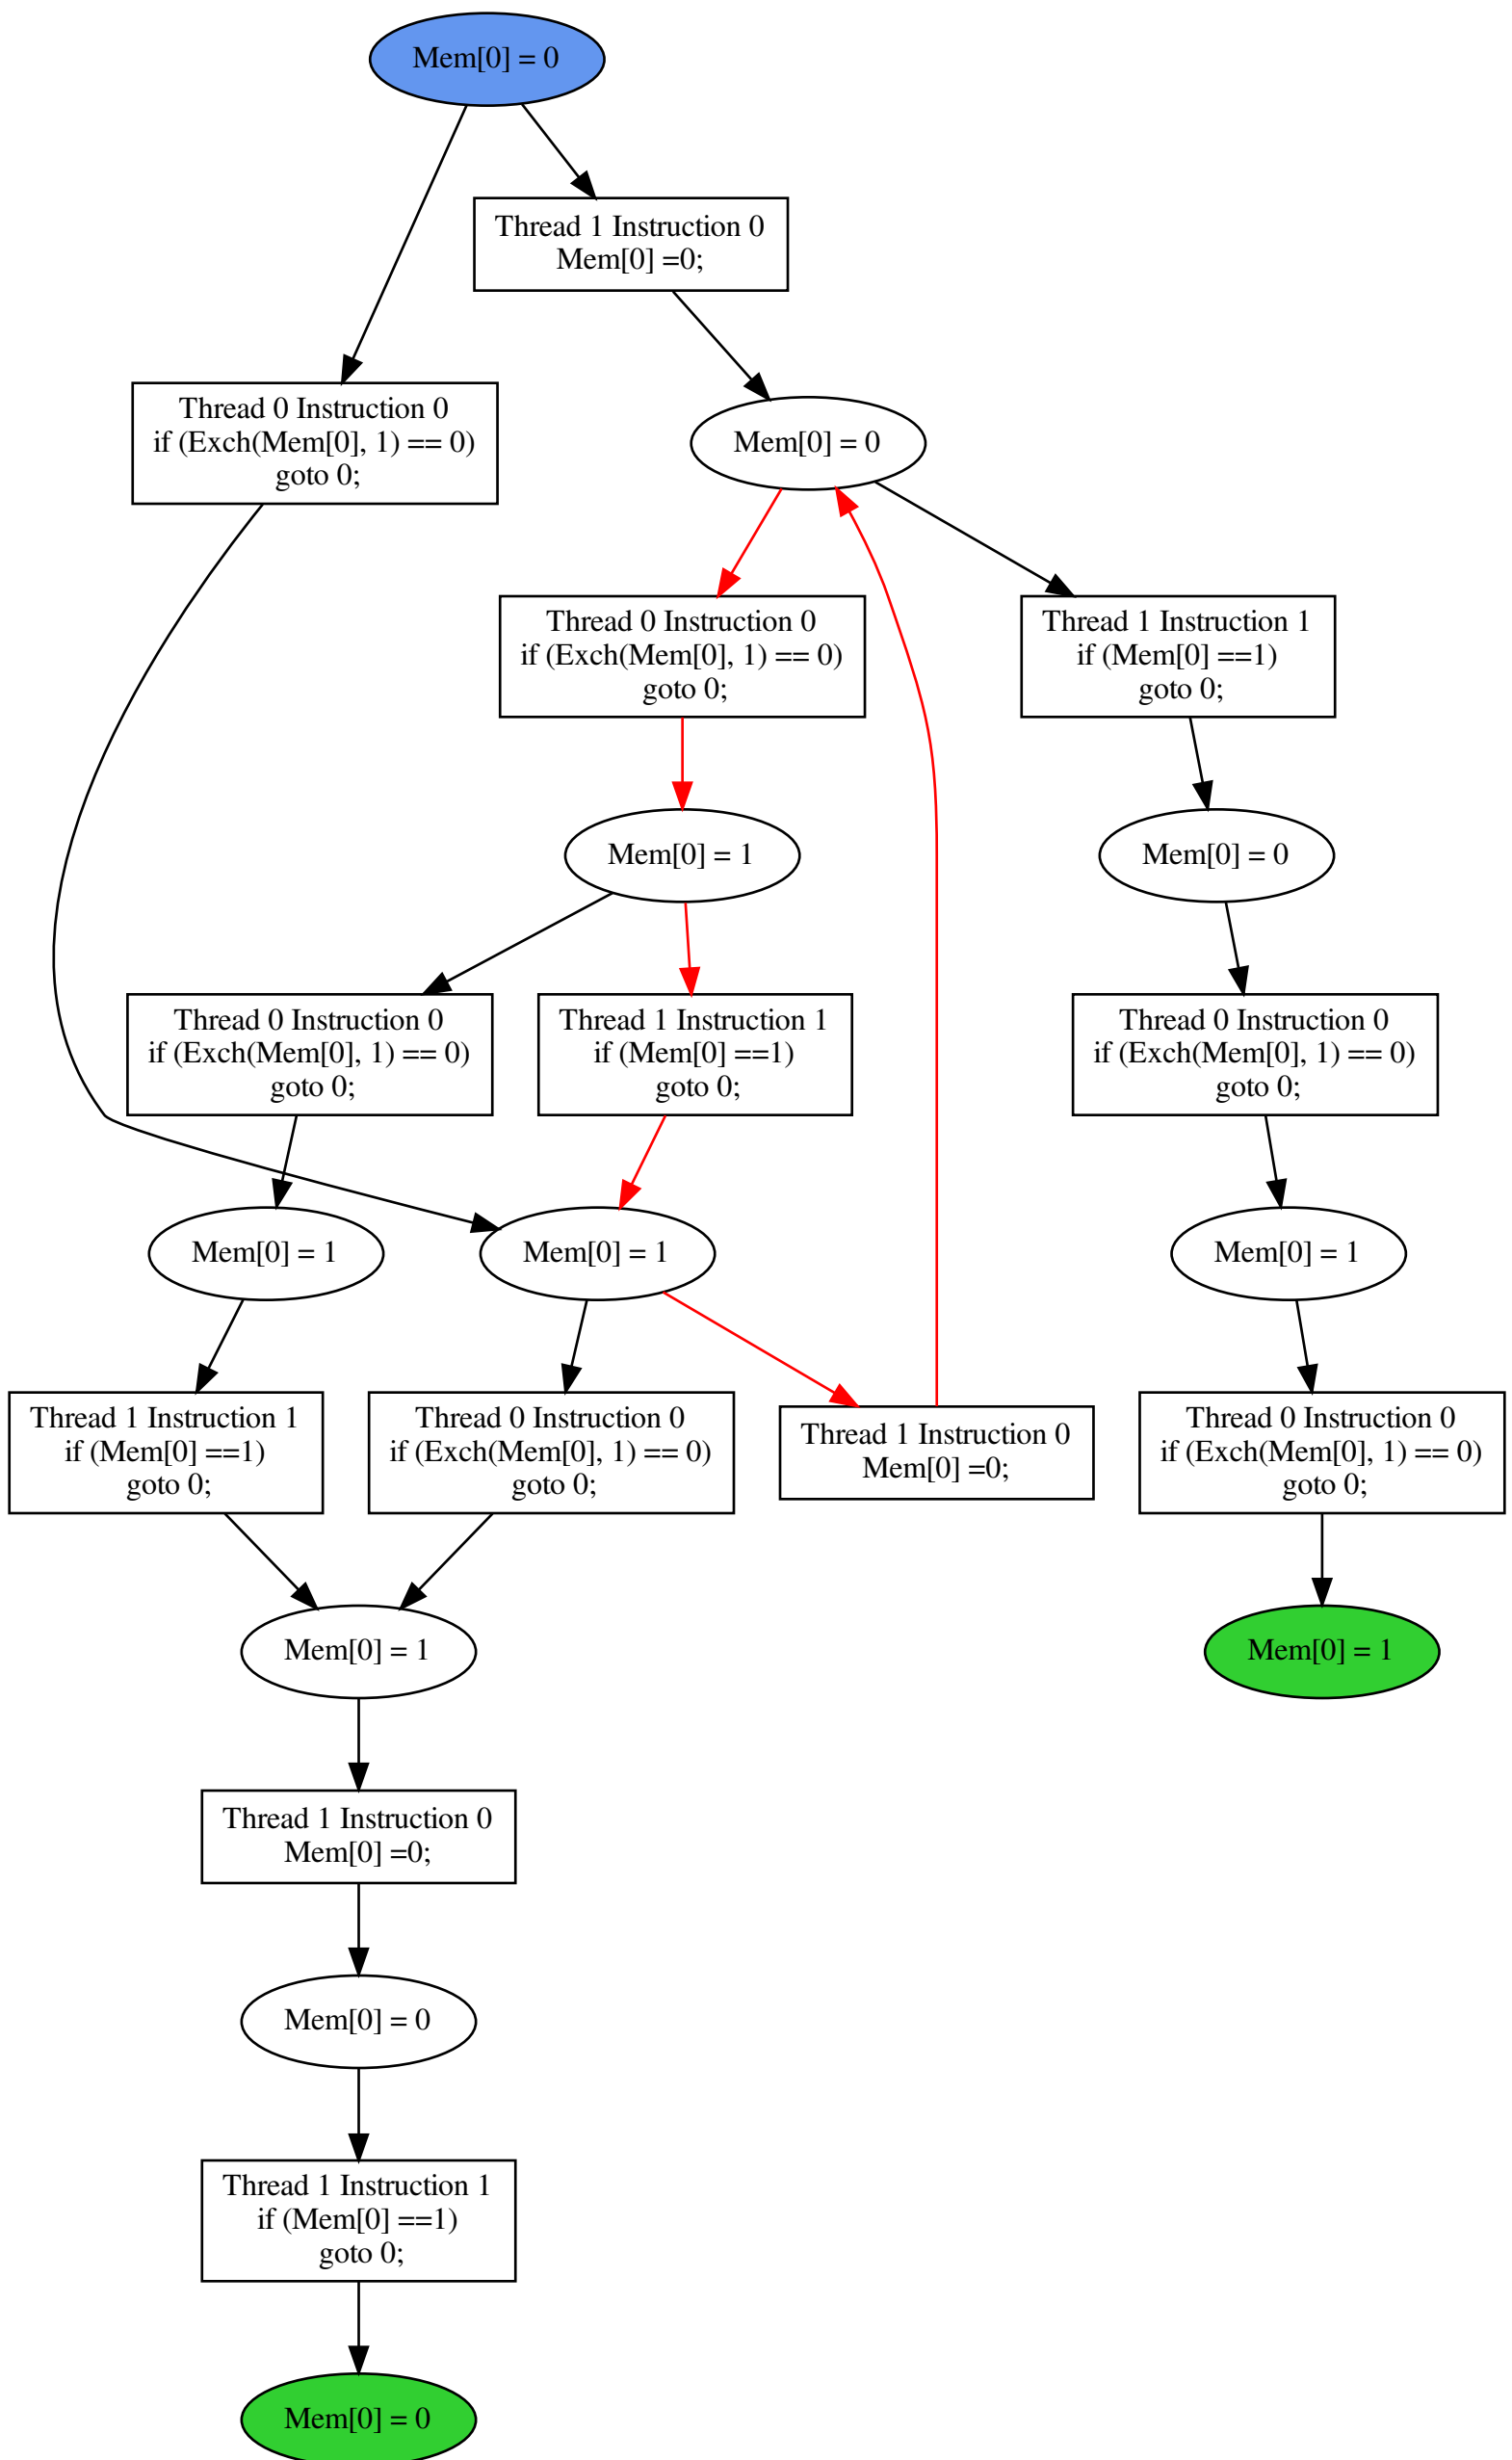 Mem[0] = 0
Thread 1 Instruction 0
Mem[0] =0;
Thread 0 Instruction 0
if (Exch(Mem[0], 1) == 0)
goto 0;
Mem[0] = 0
Thread 0 Instruction 0
if (Exch(Mem[0], 1) == 0)
goto 0;
Thread 1 Instruction 1
if (Mem[0] ==1)
goto 0;
Mem[0] = 1
Mem[0] = 0
Thread 0 Instruction 0
if (Exch(Mem[0], 1) == 0)
goto 0;
Thread 1 Instruction 1
if (Mem[0] ==1)
goto 0;
Thread 0 Instruction 0
if (Exch(Mem[0], 1) == 0)
goto 0;
Mem[0] = 1
Mem[0] = 1
Mem[0] = 1
Thread 1 Instruction 1
if (Mem[0] ==1)
goto 0;
Thread 0 Instruction 0
if (Exch(Mem[0], 1) == 0)
goto 0;
Thread 1 Instruction 0
Mem[0] =0;
Thread 0 Instruction 0
if (Exch(Mem[0], 1) == 0)
goto 0;
Mem[0] = 1
Mem[0] = 1
Thread 1 Instruction 0
Mem[0] =0;
Mem[0] = 0
Thread 1 Instruction 1
if (Mem[0] ==1)
goto 0;
Mem[0] = 0